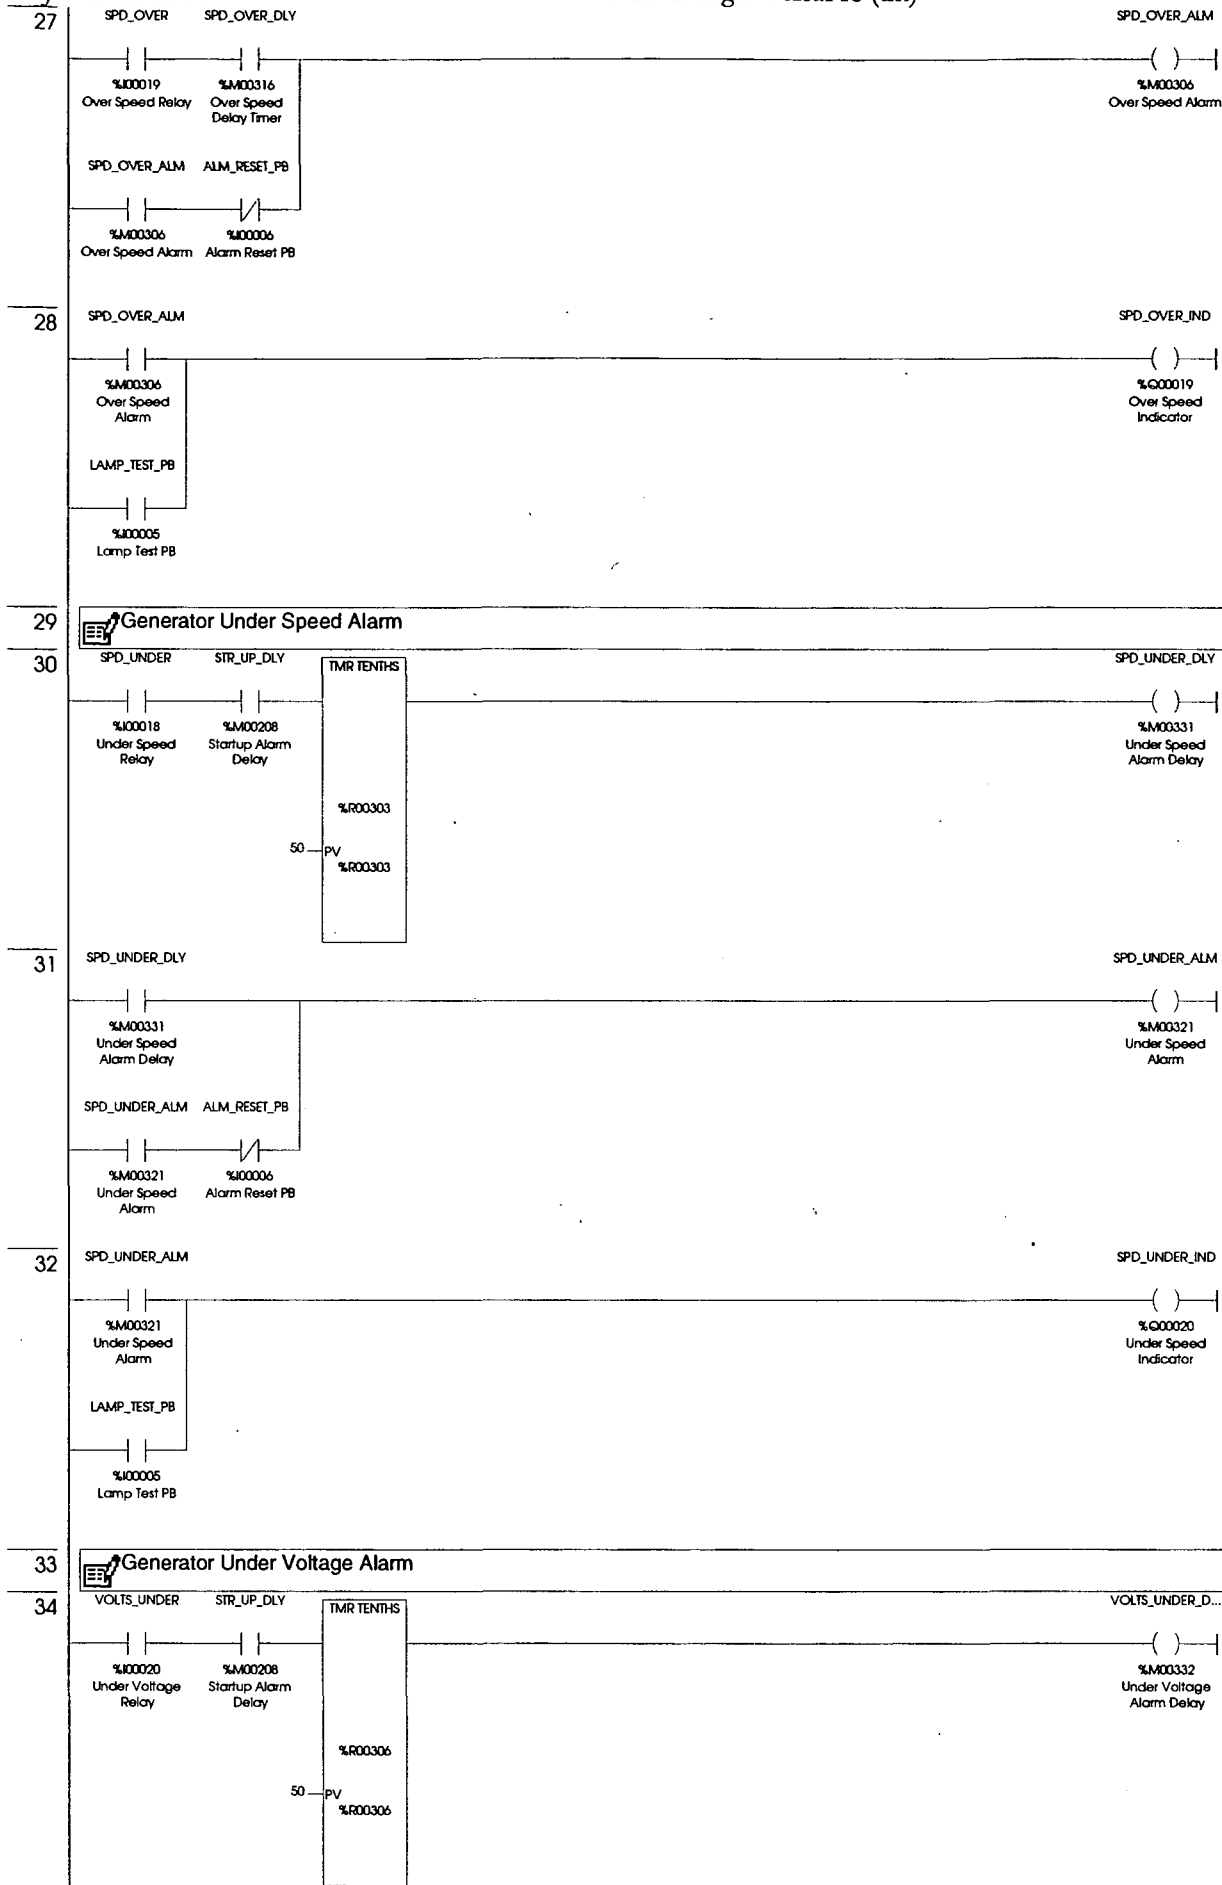 27
SPD_OVER SPD_OVER_DLY SPD_OVER_ALM
%I00019 %M00316 %M00306
Over Speed Relay Over Speed Over Speed Alarm
Delay Timer
SPD_OVER_ALM ALM_RESET_PB
%M00306 %I00006
Over Speed Alarm Alarm Reset PB
28
SPD_OVER_ALM SPD_OVER_IND
%M00306 %Q00019
Over Speed Over Speed
Alarm Indicator
LAMP_TEST_PB
%I00005
Lamp Test PB
29 Generator Under Speed Alarm
30
SPD_UNDER STR_UP_DLY TMR TENTHS SPD_UNDER_DLY
%I00018 %M00208 %M00331
Under Speed Startup Alarm Under Speed
Relay Delay Alarm Delay
%R00303
50 PV
%R00303
31
SPD_UNDER_DLY SPD_UNDER_ALM
%M00331 %M00321
Under Speed Under Speed
Alarm Delay Alarm
SPD_UNDER_ALM ALM_RESET_PB
%M00321 %I00006
Under Speed Alarm Reset PB
Alarm
32
SPD_UNDER_ALM SPD_UNDER_IND
%M00321 %Q00020
Under Speed Under Speed
Alarm Indicator
LAMP_TEST_PB
%I00005
Lamp Test PB
33 Generator Under Voltage Alarm
34
VOLTS_UNDER STR_UP_DLY TMR TENTHS VOLTS_UNDER_D...
%I00020 %M00208 %M00332
Under Voltage Startup Alarm Under Voltage
Relay Delay Alarm Delay
%R00306
50 PV
%R00306